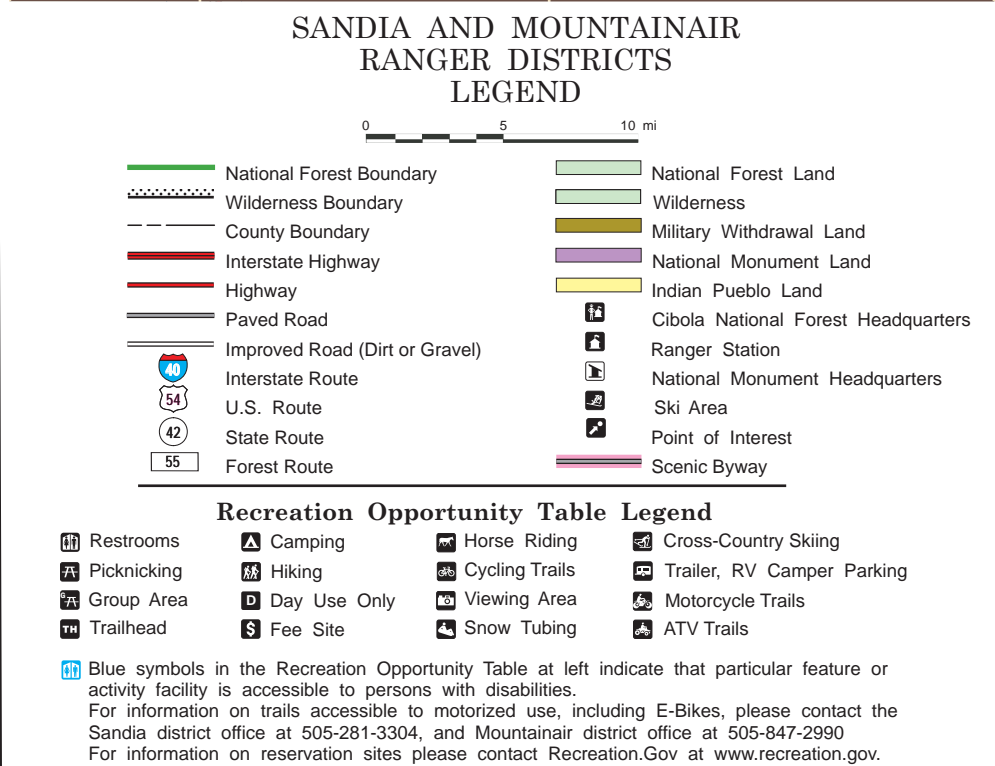 SANDIA AND MOUNTAINAIR
RANGER DISTRICTS
LEGEND
0 5 10 mi
National Forest Boundary
Wilderness Boundary
County Boundary
Interstate Highway
Highway
Paved Road
Improved Road (Dirt or Gravel)
40 Interstate Route
54 U.S. Route
42 State Route
55 Forest Route
National Forest Land
Wilderness
Military Withdrawal Land
National Monument Land
Indian Pueblo Land
Cibola National Forest Headquarters
Ranger Station
National Monument Headquarters
Ski Area
Point of Interest
Scenic Byway
Recreation Opportunity Table Legend
Restrooms
Picknicking
G Group Area
TH Trailhead
Camping
Hiking
D Day Use Only
$ Fee Site
Horse Riding
Cycling Trails
Viewing Area
Snow Tubing
Cross-Country Skiing
Trailer, RV Camper Parking
Motorcycle Trails
ATV Trails
Blue symbols in the Recreation Opportunity Table at left indicate that particular feature or
activity facility is accessible to persons with disabilities.
For information on trails accessible to motorized use, including E-Bikes, please contact the
Sandia district office at 505-281-3304, and Mountainair district office at 505-847-2990
For information on reservation sites please contact Recreation.Gov at www.recreation.gov.